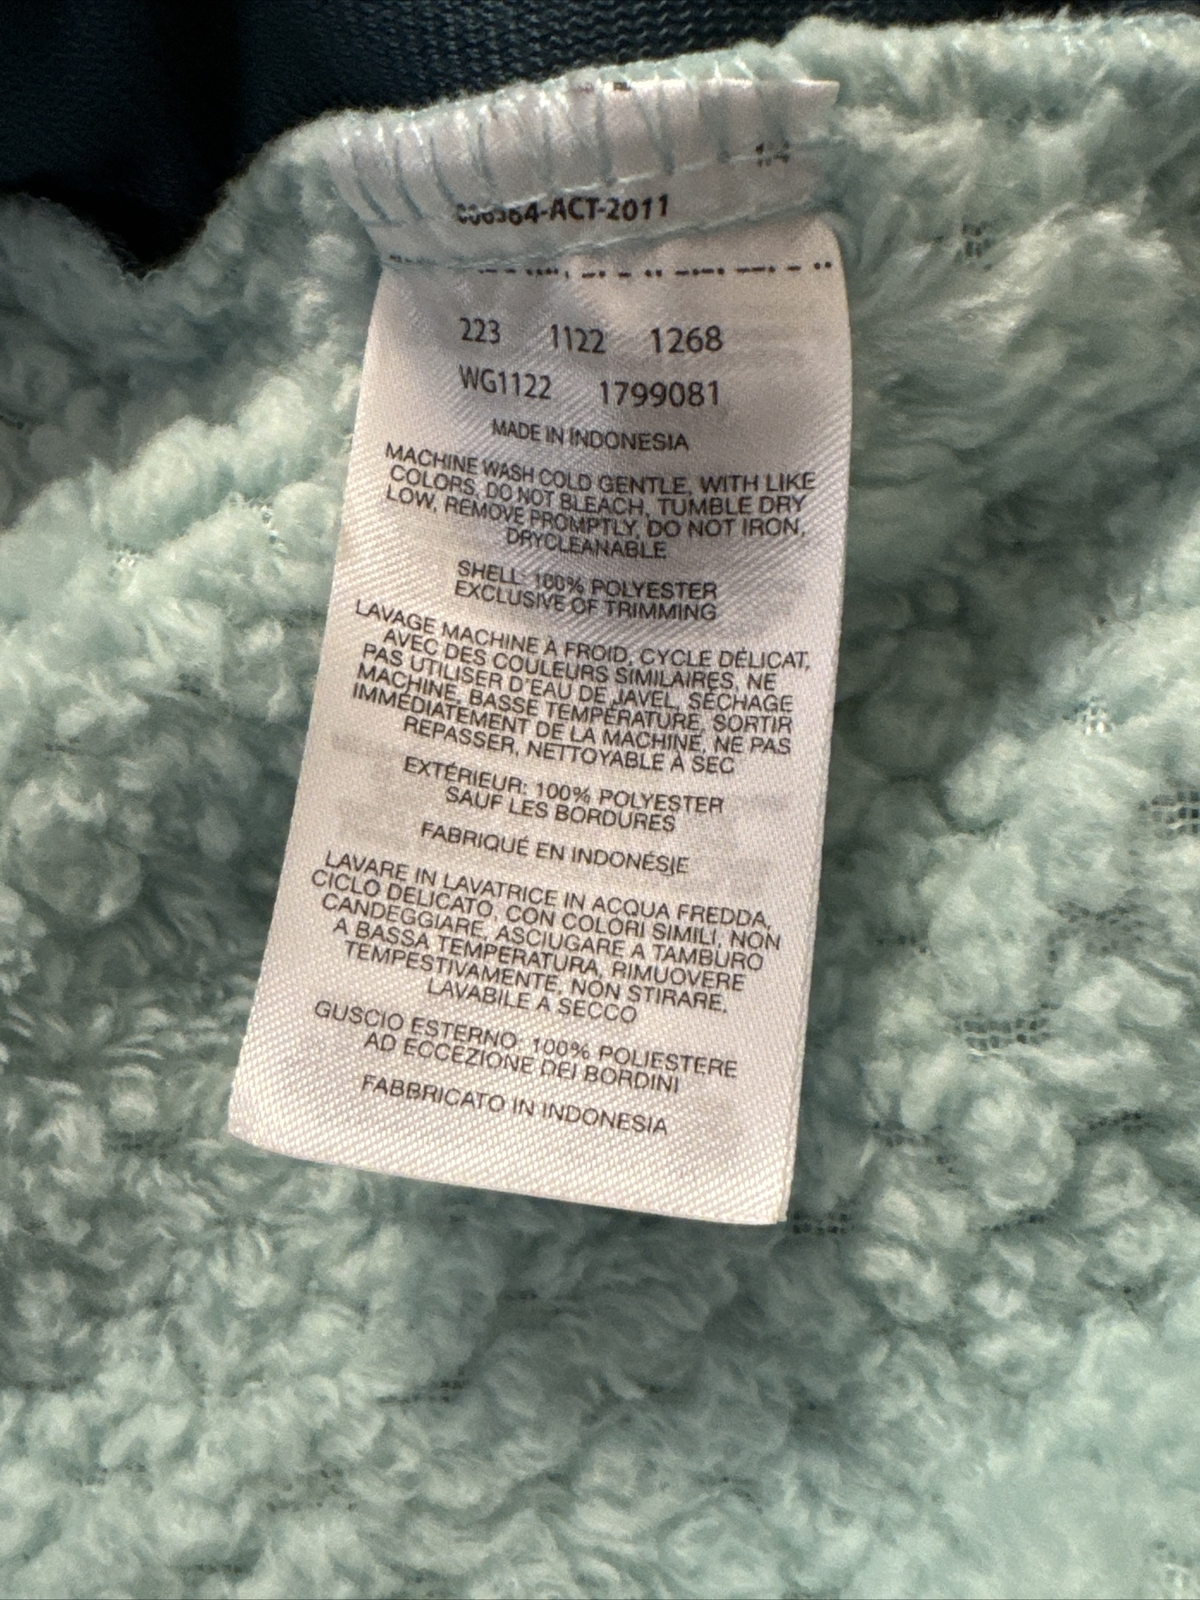 -ACT-2011
223 1122 1268
WG1122 1799081
MADE IN INDONESIA
MACHINE WASH COLD GENTLE, WITH LIKE
COLORS, DO NOT BLEACH, TUMBLE DRY
LOW, REMOVE PROMPTLY, DO NOT IRON,
DRYCLEANABLE
SHELL: 100% POLYESTER
EXCLUSIVE OF TRIMMING
LAVAGE MACHINE À FROID, CYCLE DÉLICAT,
AVEC DES COULEURS SIMILAIRES, NE
PAS UTILISER D'EAU DE JAVEL, SÉCHAGE
MACHINE, BASSE TEMPÉRATURE, SORTIR
IMMÉDIATEMENT DE LA MACHINE, NE PAS
REPASSER, NETTOYABLE À SEC
EXTÉRIEUR: 100% POLYESTER
SAUF LES BORDURES
FABRIQUÉ EN INDONÉSIE
LAVARE IN LAVATRICE IN ACQUA FREDDA,
CICLO DELICATO, CON COLORI SIMILI, NON
CANDEGGIARE, ASCIUGARE A TAMBURO
A BASSA TEMPERATURA, RIMUOVERE
TEMPESTIVAMENTE, NON STIRARE,
LAVABILE A SECCO
GUSCIO ESTERNO: 100% POLIESTERE
AD ECCEZIONE DEI BORDINI
FABBRICATO IN INDONESIA